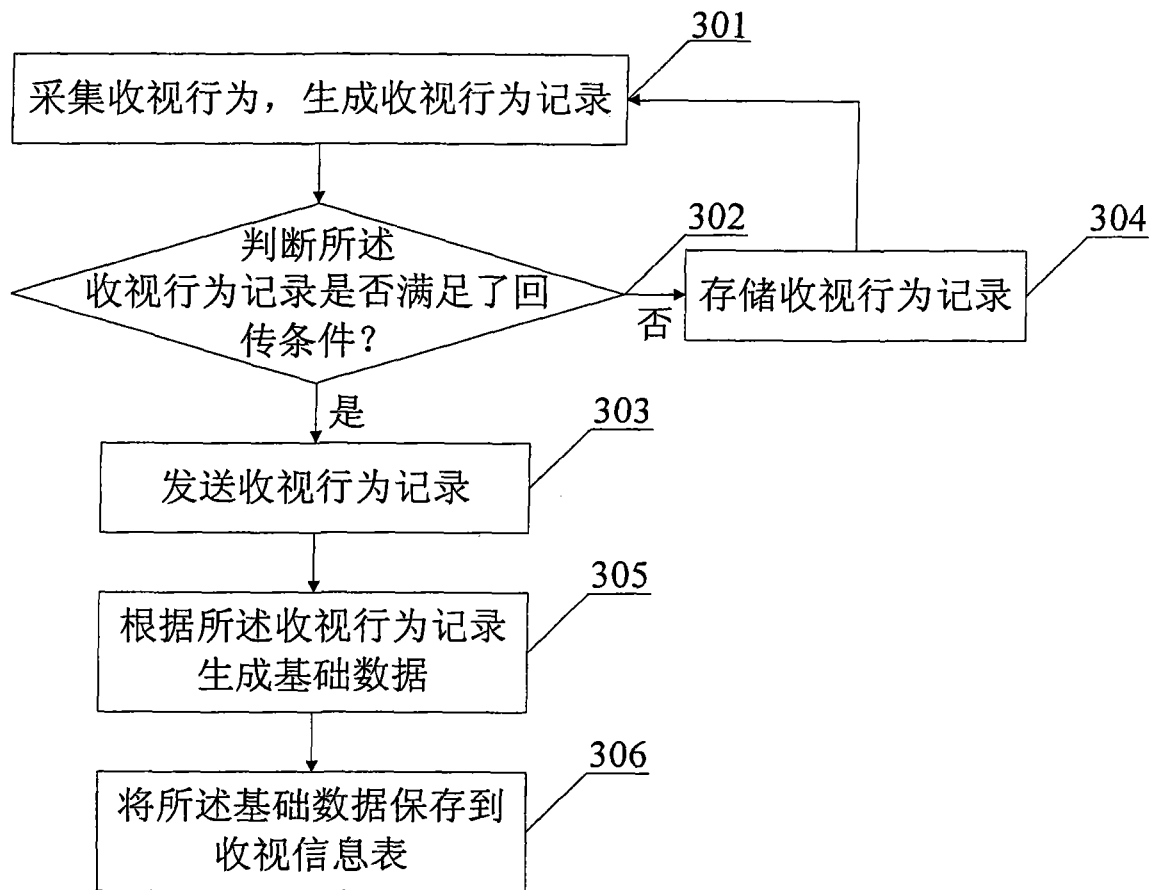 301
采集收视行为，生成收视行为记录
302
判断所述
收视行为记录是否满足了回
传条件？
304
存储收视行为记录
否
是
303
发送收视行为记录
305
根据所述收视行为记录
生成基础数据
306
将所述基础数据保存到
收视信息表